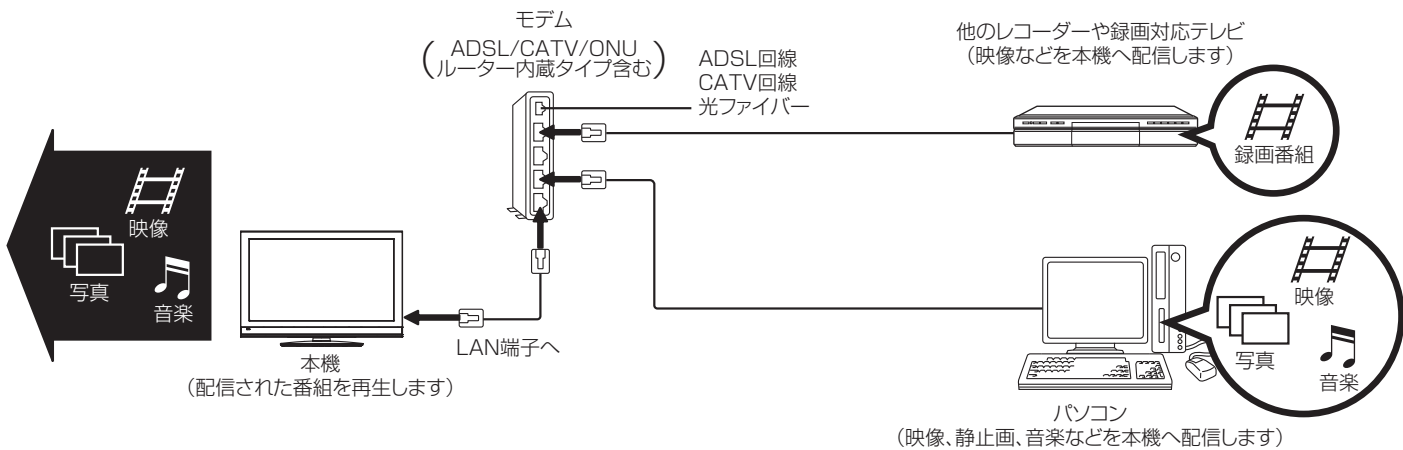 モデム
ADSL/CATV/ONU
ルーター内蔵タイプ含む
ADSL回線
CATV回線
光ファイバー
他のレコーダーや録画対応テレビ
（映像などを本機へ配信します）
録画番組
映像
写真
音楽
本機
（配信された番組を再生します）
LAN端子へ
映像
写真
音楽
パソコン
（映像、静止画、音楽などを本機へ配信します）